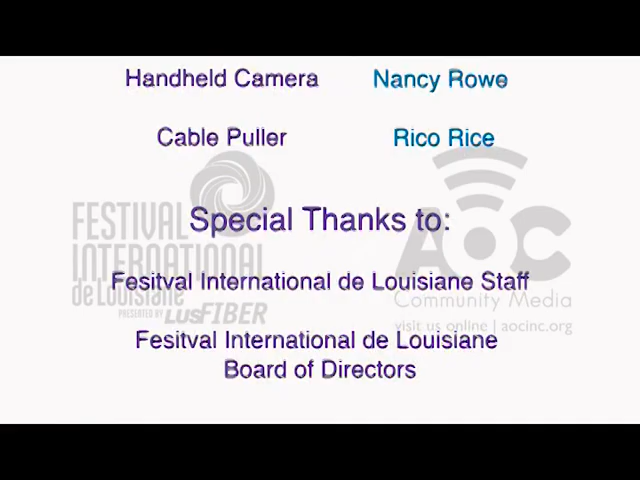 Handheld Camera Nancy Rowe
Cable Puller Rico Rice
Special Thanks to:
FESTIVAL
INTERNATIONAL
de Louisiane
PRESENTED BY LUSFIBER
AOC
Community Media
visit us online | aocinc.org
Fesitval International de Louisiane Staff
Fesitval International de Louisiane
Board of Directors